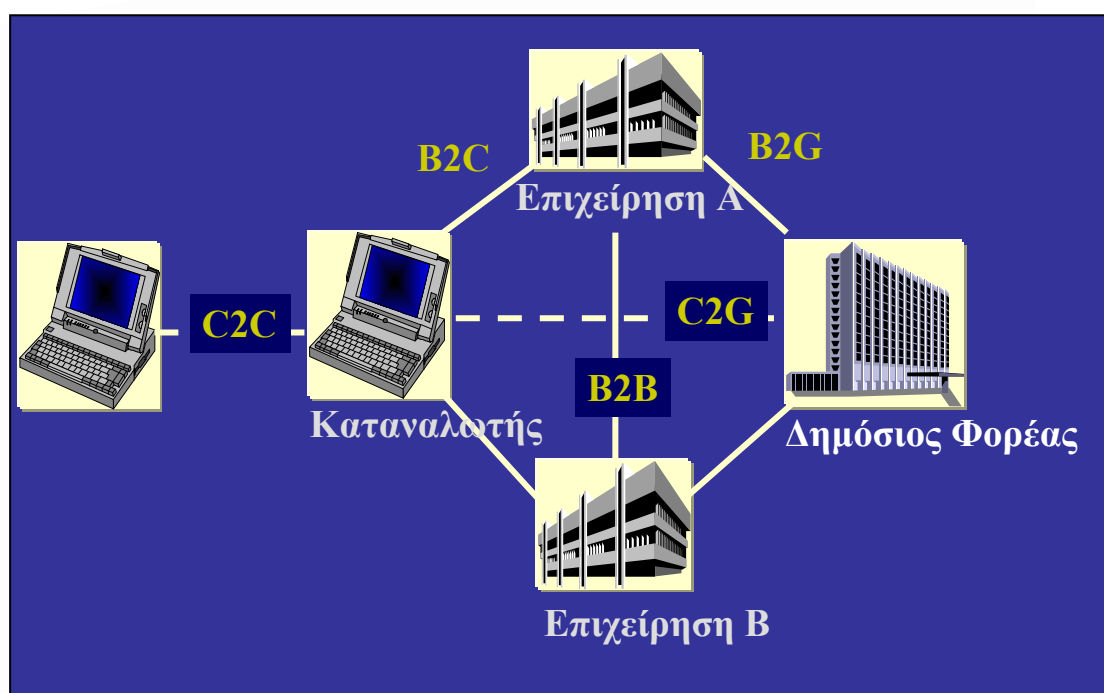 B2C
B2G
Επιχείρηση Α
C2C
C2G
B2B
Καταναλωτής
Δημόσιος Φορέας
Επιχείρηση Β